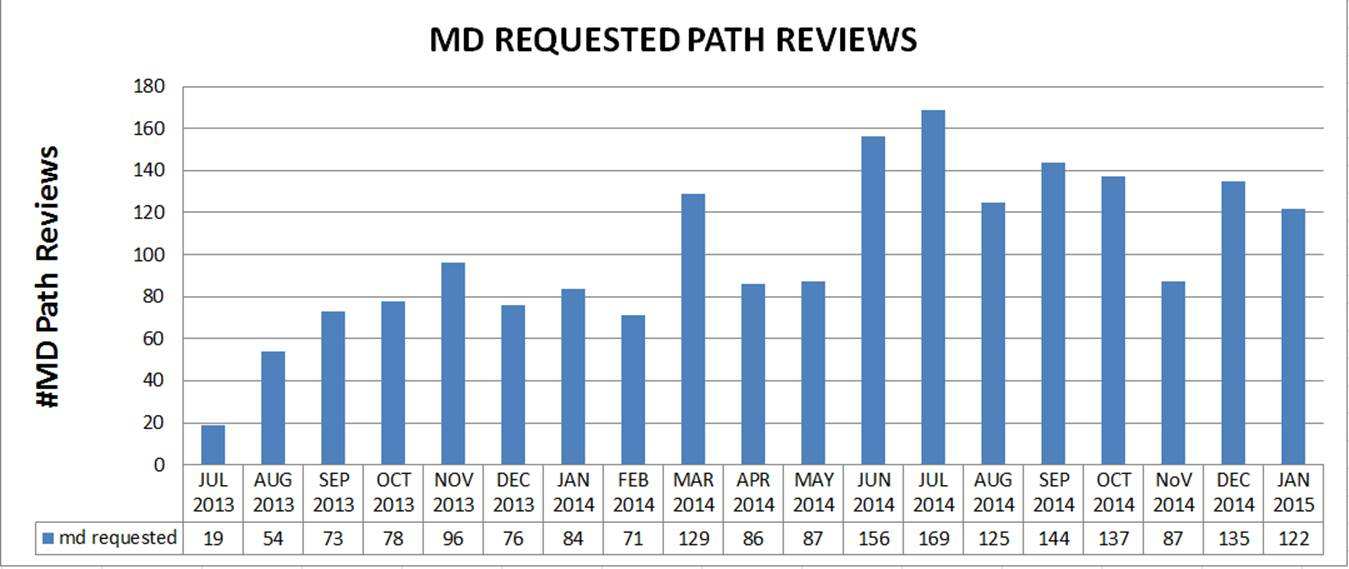 MD REQUESTED PATH REVIEWS
#MD Path Reviews
180
160
140
120
100
80
60
40
20
0
JUL AUG SEP OCT NOV DEC JAN FEB MAR APR MAY JUN JUL AUG SEP OCT NoV DEC JAN
2013 2013 2013 2013 2013 2013 2014 2014 2014 2014 2014 2014 2014 2014 2014 2014 2014 2014 2015
md requested 19 54 73 78 96 76 84 71 129 86 87 156 169 125 144 137 87 135 122